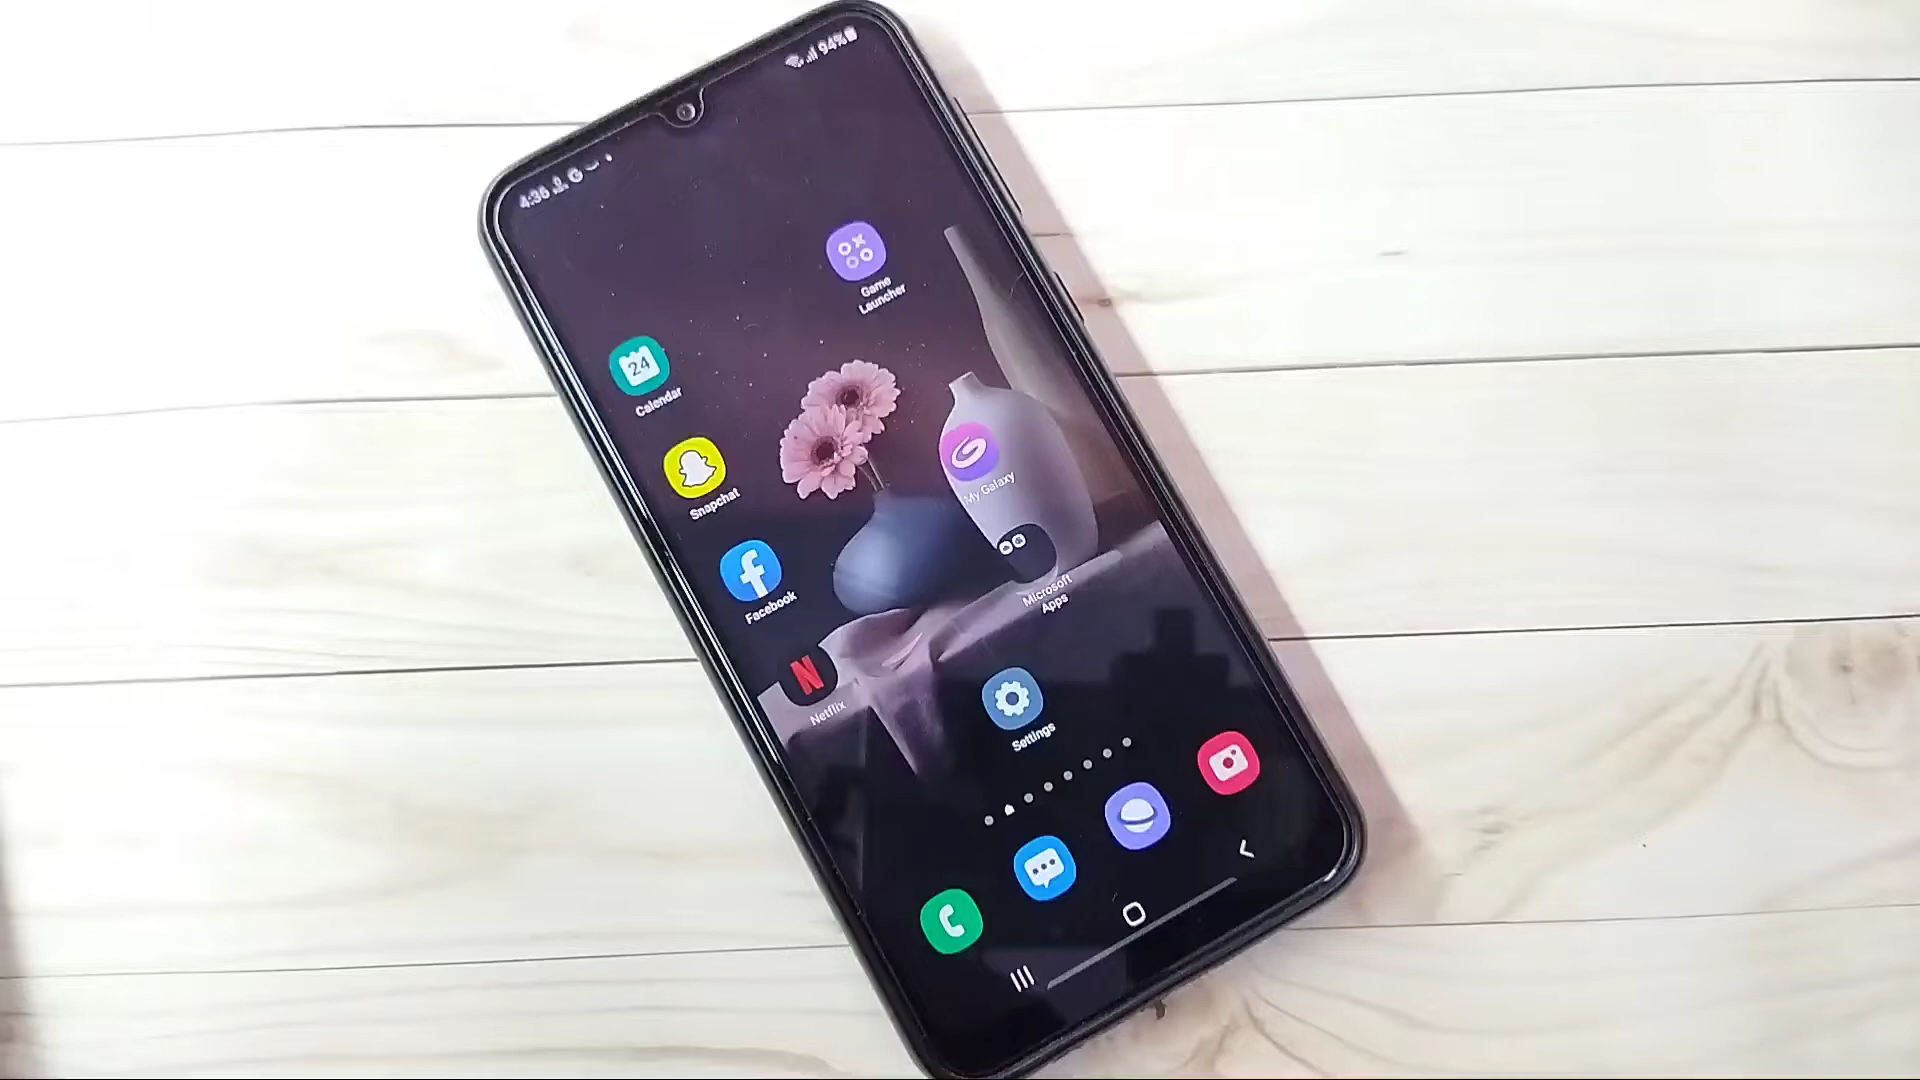 4:36
94%
Game
Launcher
24
Calendar
Snapchat
My Galaxy
Facebook
Microsoft
Apps
N
Netflix
Settings